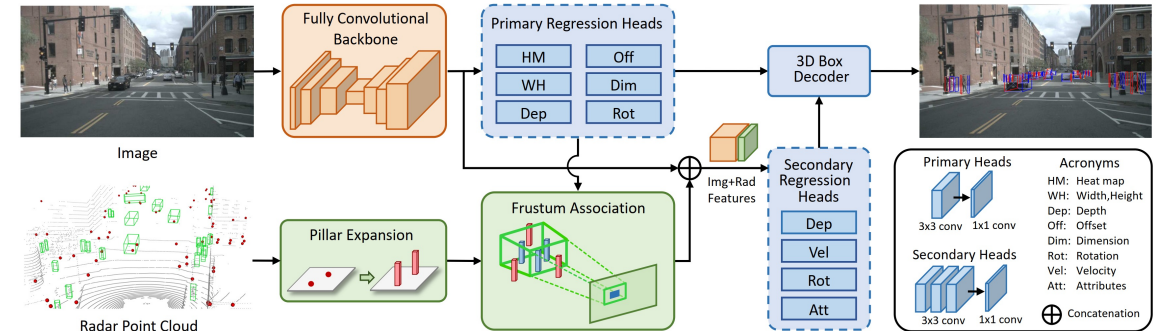 Image
Radar Point Cloud
Fully Convolutional
Backbone
Pillar Expansion
Primary Regression Heads
HM
Off
WH
Dim
Dep
Rot
Frustum Association
Img+Rad
Features
3D Box
Decoder
Secondary
Regression
Heads
Dep
Vel
Rot
Att
Primary Heads
3x3 conv
1x1 conv
Secondary Heads
3x3 conv
1x1 conv
Acronyms
HM: Heat map
WH: Width,Height
Dep: Depth
Off: Offset
Dim: Dimension
Rot: Rotation
Vel: Velocity
Att: Attributes
Concatenation